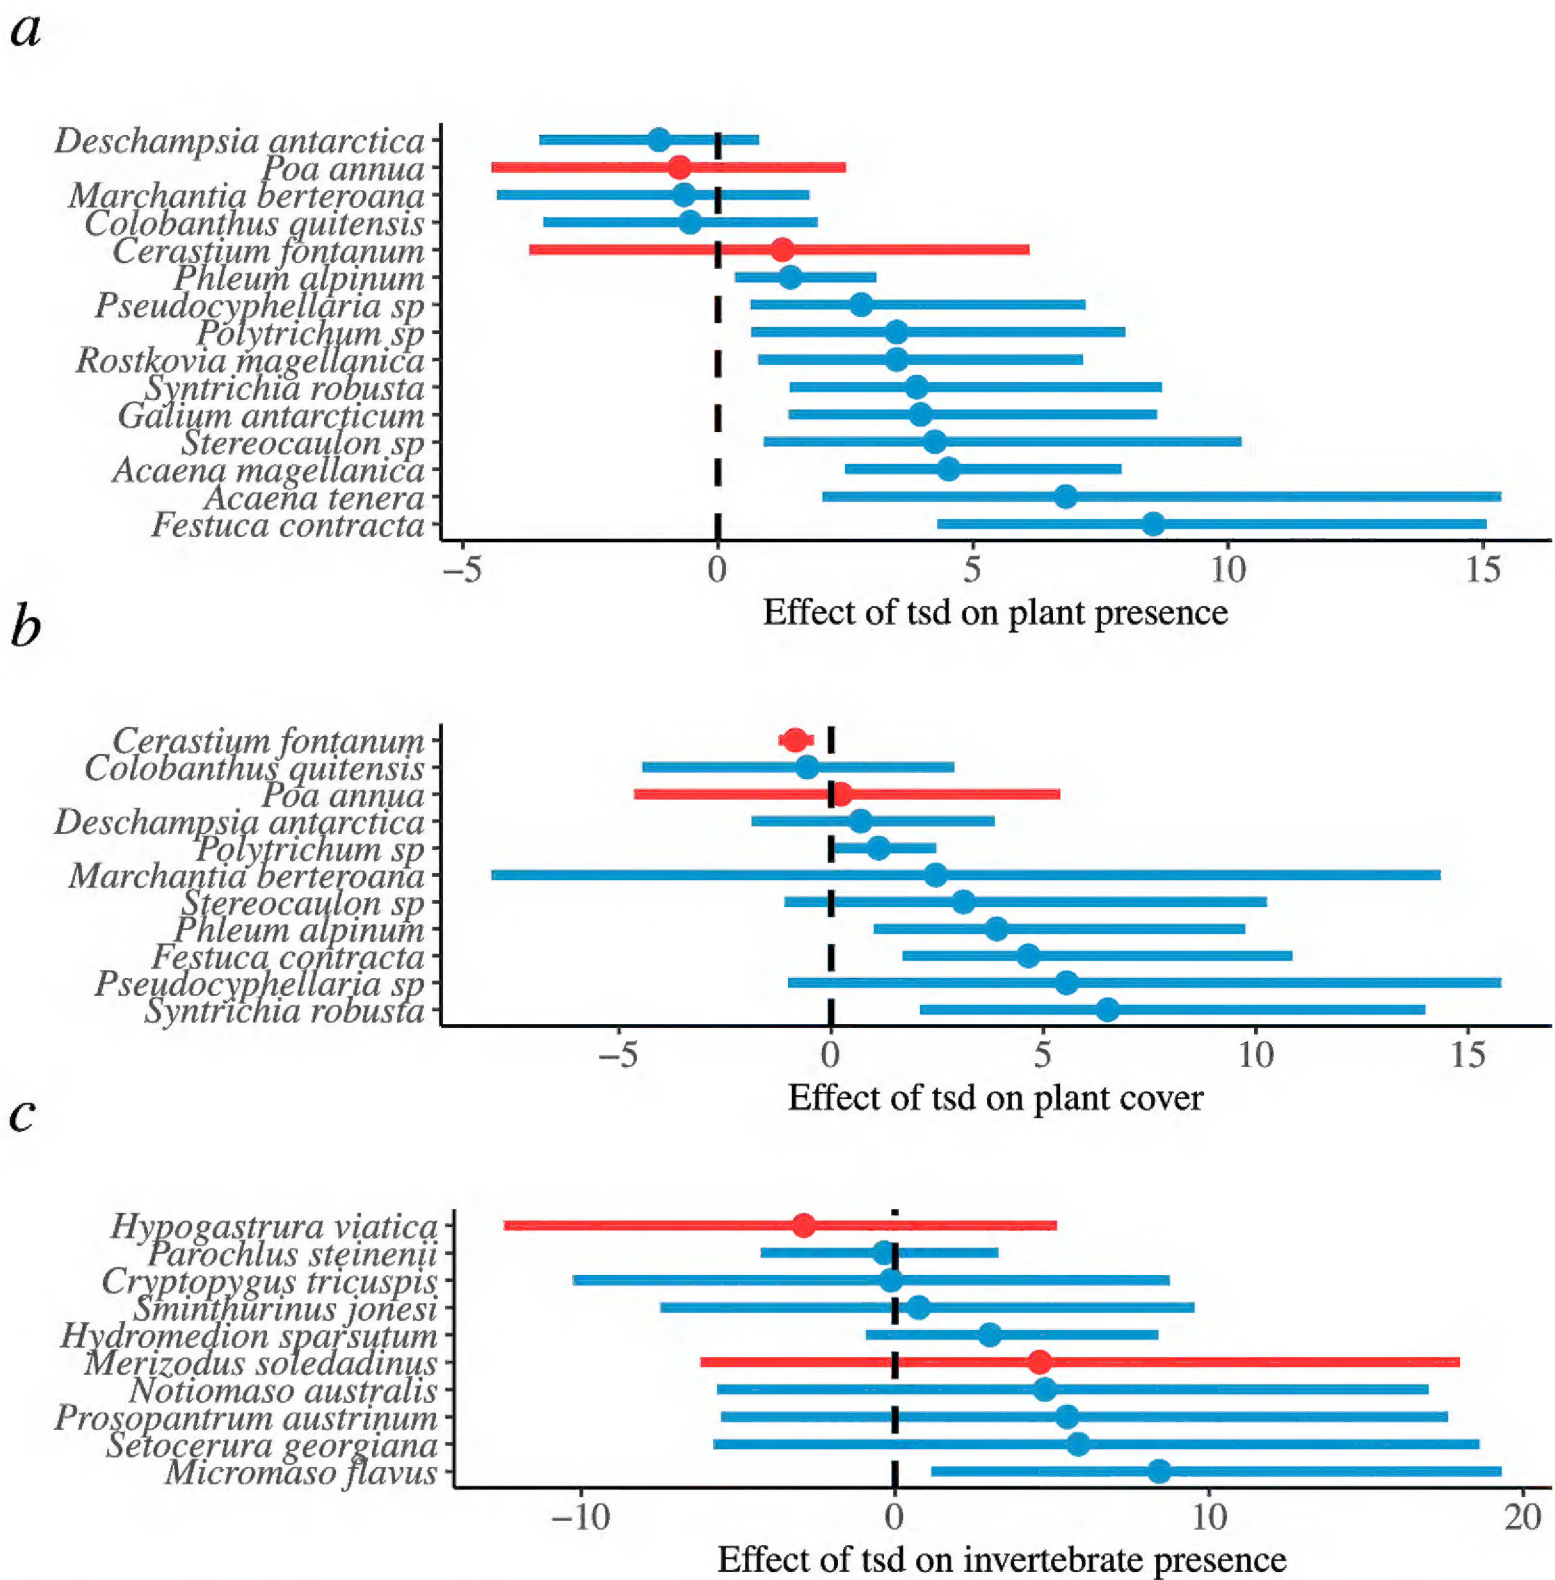 a
Deschampsia antarctica
Poa annua
Marchantia berteroana
Colobanthus quitensis
Cerastium fontanum
Phleum alpinum
Pseudocyphellaria sp
Polytrichum sp
Rostkovia magellanica
Syntrichia robusta
Galium antarcticum
Stereocaulon sp
Acaena magellanica
Acaena tenera
Festuca contracta
−5 0 5 10 15
Effect of tsd on plant presence
b
Cerastium fontanum
Colobanthus quitensis
Poa annua
Deschampsia antarctica
Polytrichum sp
Marchantia berteroana
Stereocaulon sp
Phleum alpinum
Festuca contracta
Pseudocyphellaria sp
Syntrichia robusta
−5 0 5 10 15
Effect of tsd on plant cover
c
Hypogastrura viatica
Parochlus steinenii
Cryptopygus tricuspis
Sminthurinus jonesi
Hydromedion sparsutum
Merizodus soledadinus
Notiomaso australis
Prosopantrum austrinum
Setocerura georgiana
Micromaso flavus
−10 0 10 20
Effect of tsd on invertebrate presence